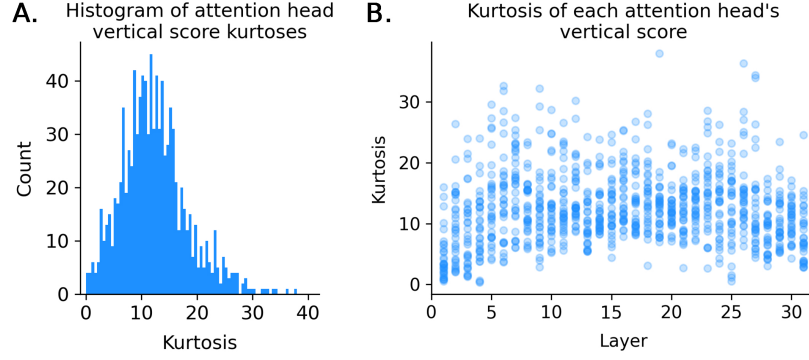 A.
Histogram of attention head
vertical score kurtoses
Count
40
30
20
10
0
0 10 20 30 40
Kurtosis
B.
Kurtosis of each attention head's
vertical score
Kurtosis
30
20
10
0
0 5 10 15 20 25 30
Layer